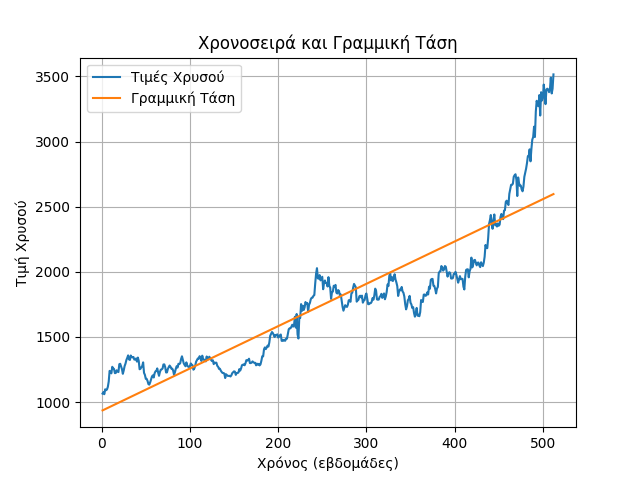 Χρονοσειρά και Γραμμική Τάση
Τιμές Χρυσού
Γραμμική Τάση
Τιμή Χρυσού
3500
3000
2500
2000
1500
1000
0 100 200 300 400 500
Χρόνος (εβδομάδες)